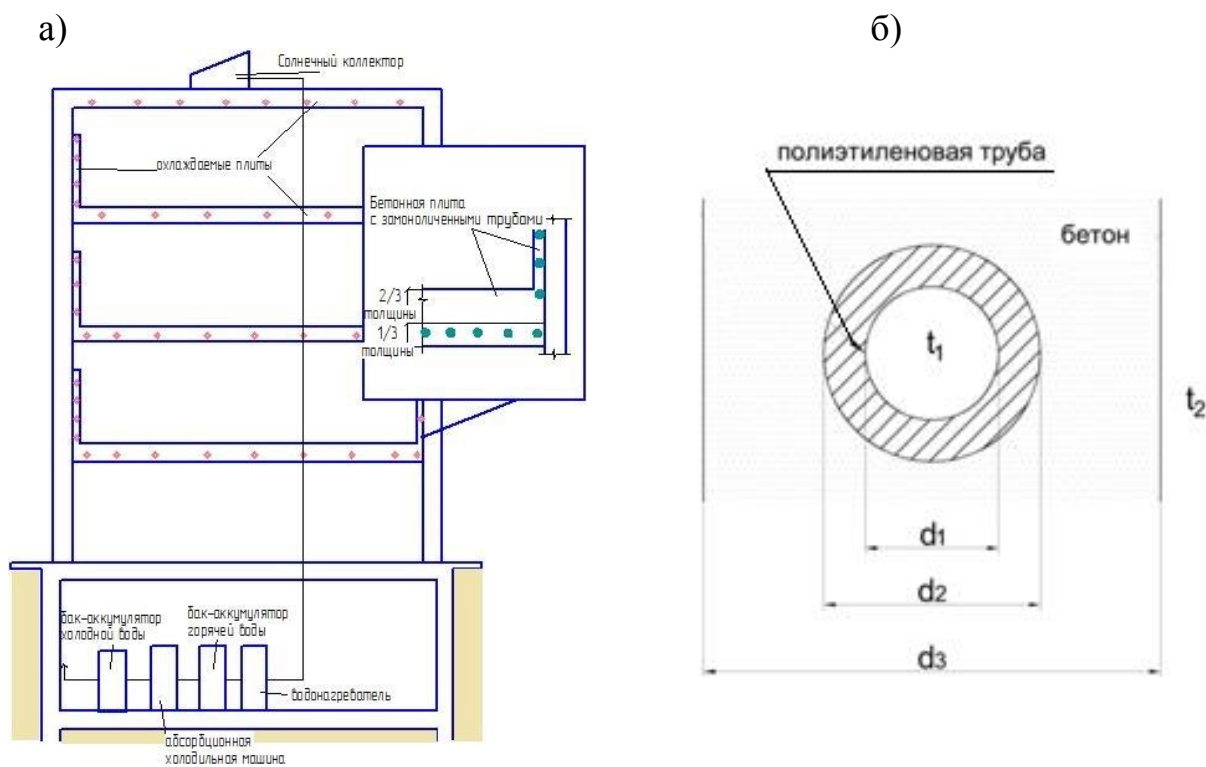 а)
б)
Солнечный коллектор
охлаждаемые плиты
Бетонная плита
с замоноличенными трубами
2/3
толщины
1/3
толщины
бак-аккумулятор
холодной воды
бак-аккумулятор
горячей воды
водонагреватель
абсорбционная
холодильная машина
полиэтиленовая труба
бетон
t₁
t₂
d₁
d₂
d₃